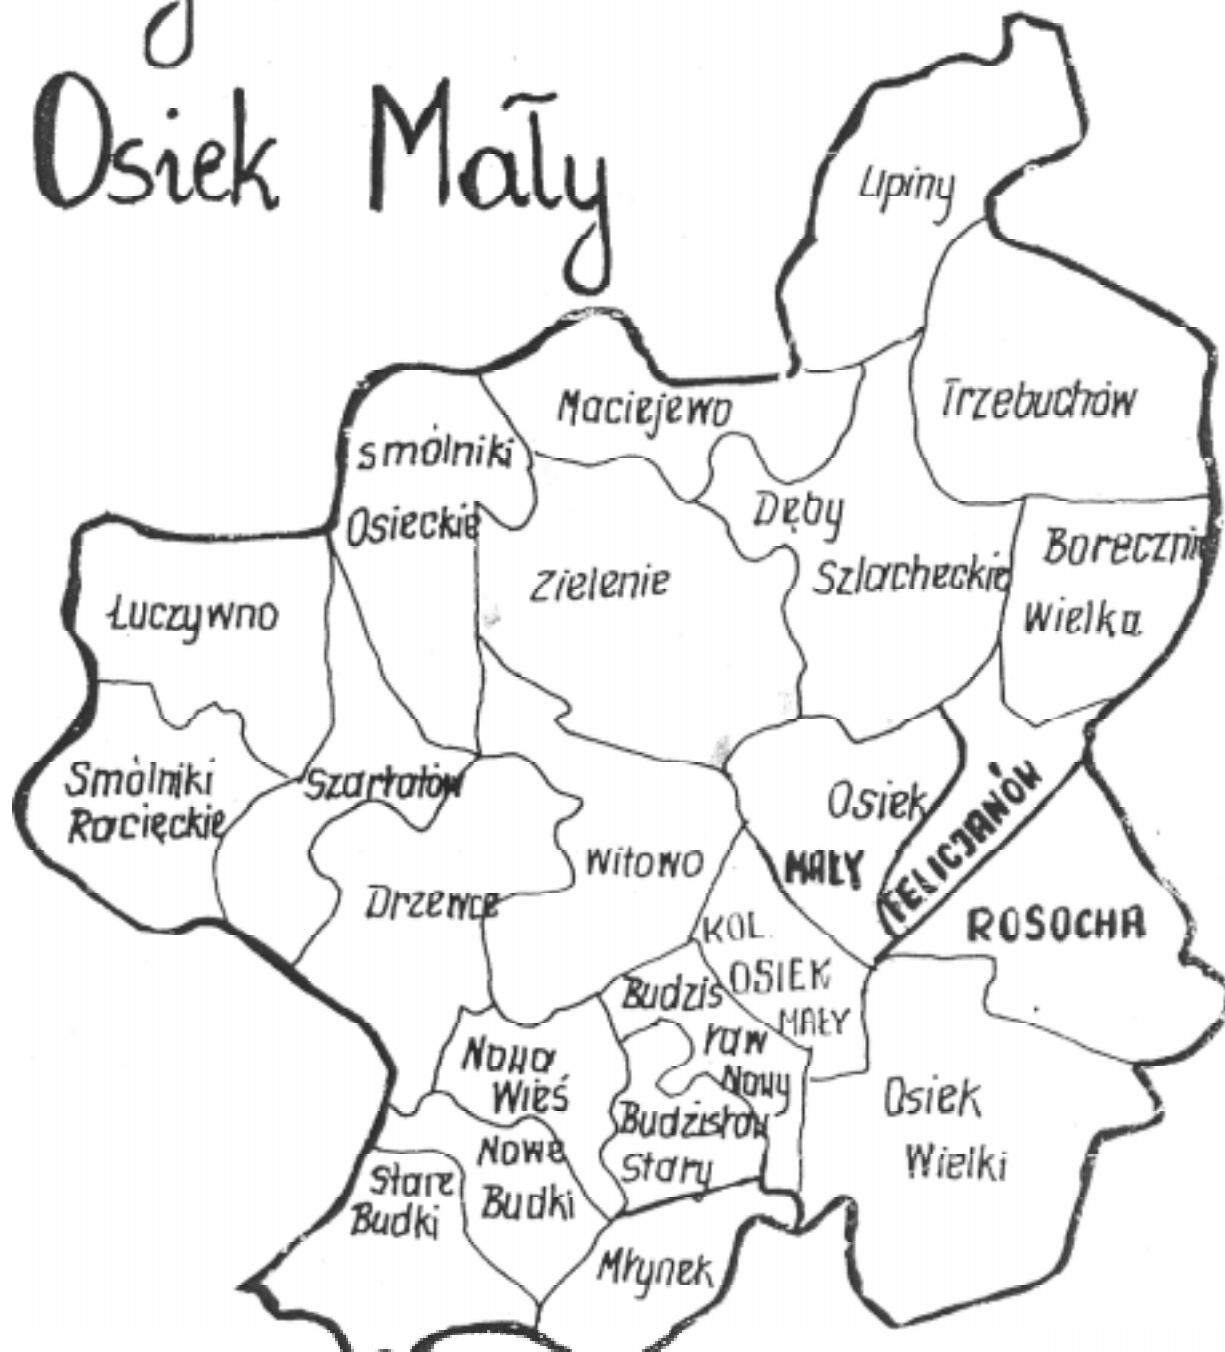 Osiek Mały
Lipiny
Trzebuchów
Maciejewo
Smólniki
Osieckie
Dęby
Szlacheckie
Boreczni
Wielka
Zielenie
Łuczywno
Smólniki
Racięckie
Szarłatów
Osiek
MAŁY
FELICJANÓW
ROSOCHA
Witowo
Drzewce
KOL.
OSIEK
MAŁY
Budzis
ław
Nowy
Nowa
Wieś
Budzisław
Stary
Osiek
Wielki
Nowe
Budki
Stare
Budki
Młynek